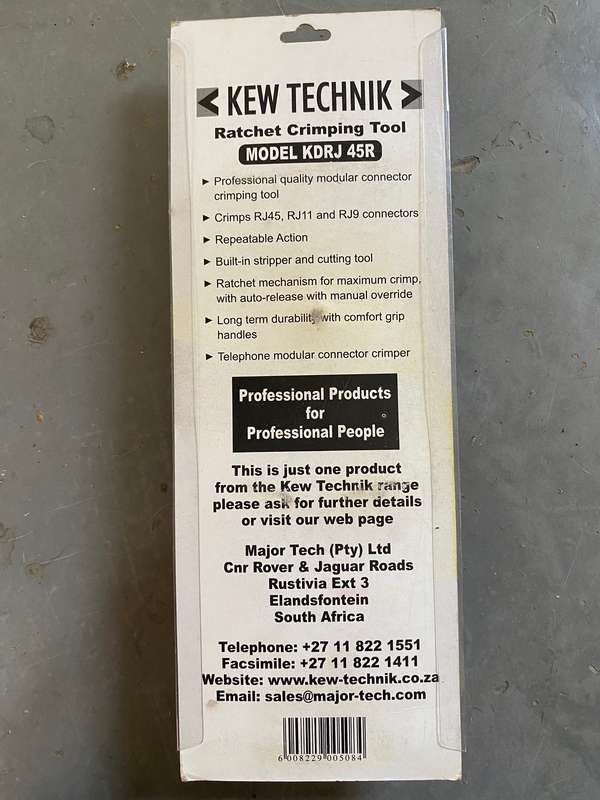 < KEW TECHNIK >
Ratchet Crimping Tool
MODEL KDRJ 45R
► Professional quality modular connector
crimping tool
► Crimps RJ45, RJ11 and RJ9 connectors
► Repeatable Action
► Built-in stripper and cutting tool
► Ratchet mechanism for maximum crimp,
with auto-release with manual override
► Long term durability with comfort grip
handles
► Telephone modular connector crimper
Professional Products
for
Professional People
This is just one product
from the Kew Technik range
please ask for further details
or visit our web page
Major Tech (Pty) Ltd
Cnr Rover & Jaguar Roads
Rustivia Ext 3
Elandsfontein
South Africa
Telephone: +27 11 822 1551
Facsimile: +27 11 822 1411
Website: www.kew-technik.co.za
Email: sales@major-tech.com
6 008229 005084